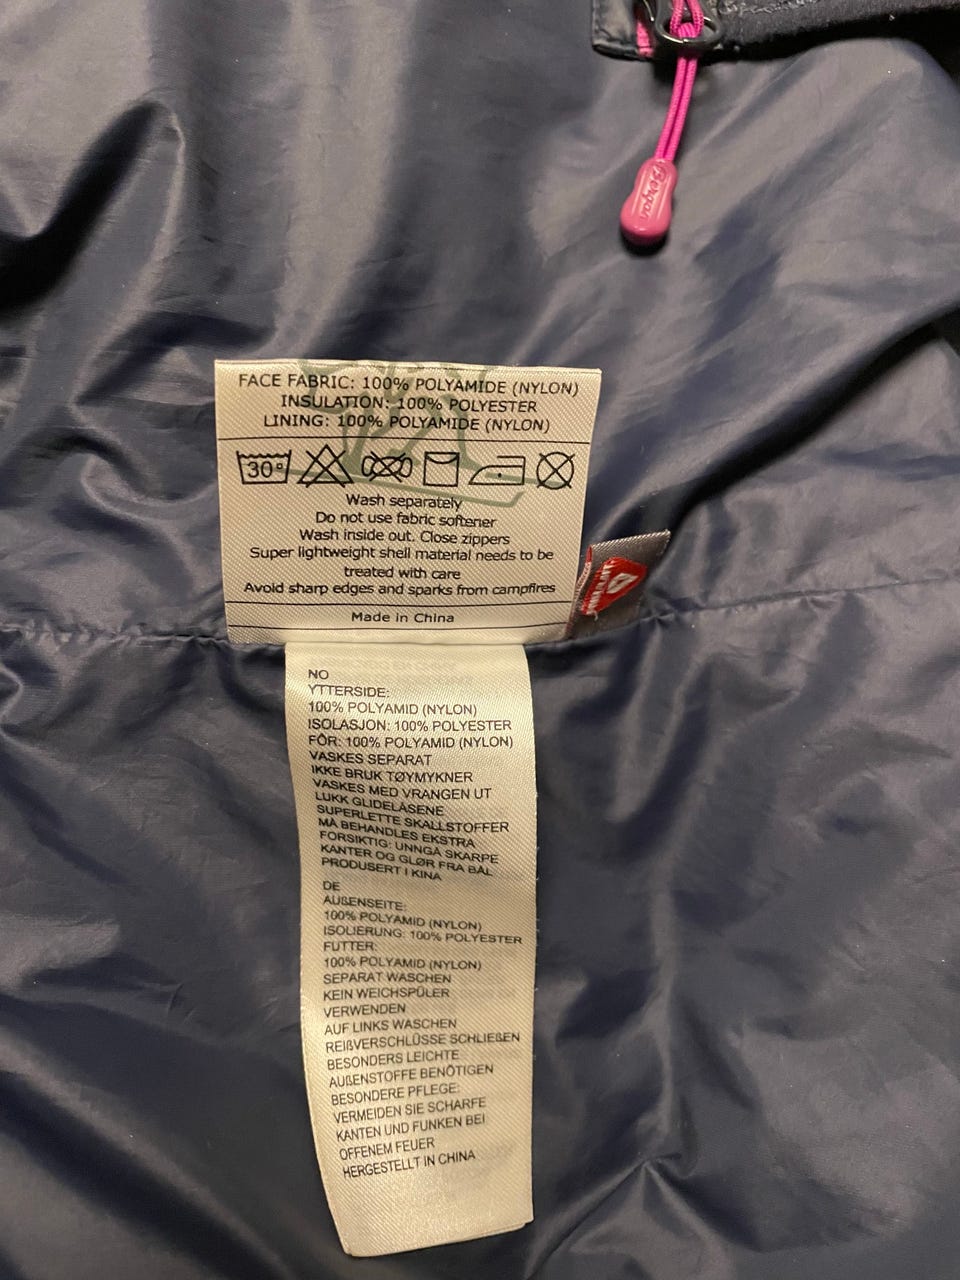 Bergans
FACE FABRIC: 100% POLYAMIDE (NYLON)
INSULATION: 100% POLYESTER
LINING: 100% POLYAMIDE (NYLON)
30°
Wash separately
Do not use fabric softener
Wash inside out. Close zippers
Super lightweight shell material needs to be
treated with care
Avoid sharp edges and sparks from campfires
Made in China
NO
YTTERSIDE:
100% POLYAMID (NYLON)
ISOLASJON: 100% POLYESTER
FÔR: 100% POLYAMID (NYLON)
VASKES SEPARAT
IKKE BRUK TØYMYKNER
VASKES MED VRANGEN UT
LUKK GLIDELÅSENE
SUPERLETTE SKALLSTOFFER
MÅ BEHANDLES EKSTRA
FORSIKTIG: UNNGÅ SKARPE
KANTER OG GLØR FRA BÅL
PRODUSERT I KINA
DE
AUßENSEITE:
100% POLYAMID (NYLON)
ISOLIERUNG: 100% POLYESTER
FUTTER:
100% POLYAMID (NYLON)
SEPARAT WASCHEN
KEIN WEICHSPÜLER
VERWENDEN
AUF LINKS WASCHEN
REIßVERSCHLÜSSE SCHLIEßEN
BESONDERS LEICHTE
AUßENSTOFFE BENÖTIGEN
BESONDERE PFLEGE:
VERMEIDEN SIE SCHARFE
KANTEN UND FUNKEN BEI
OFFENEM FEUER
HERGESTELLT IN CHINA